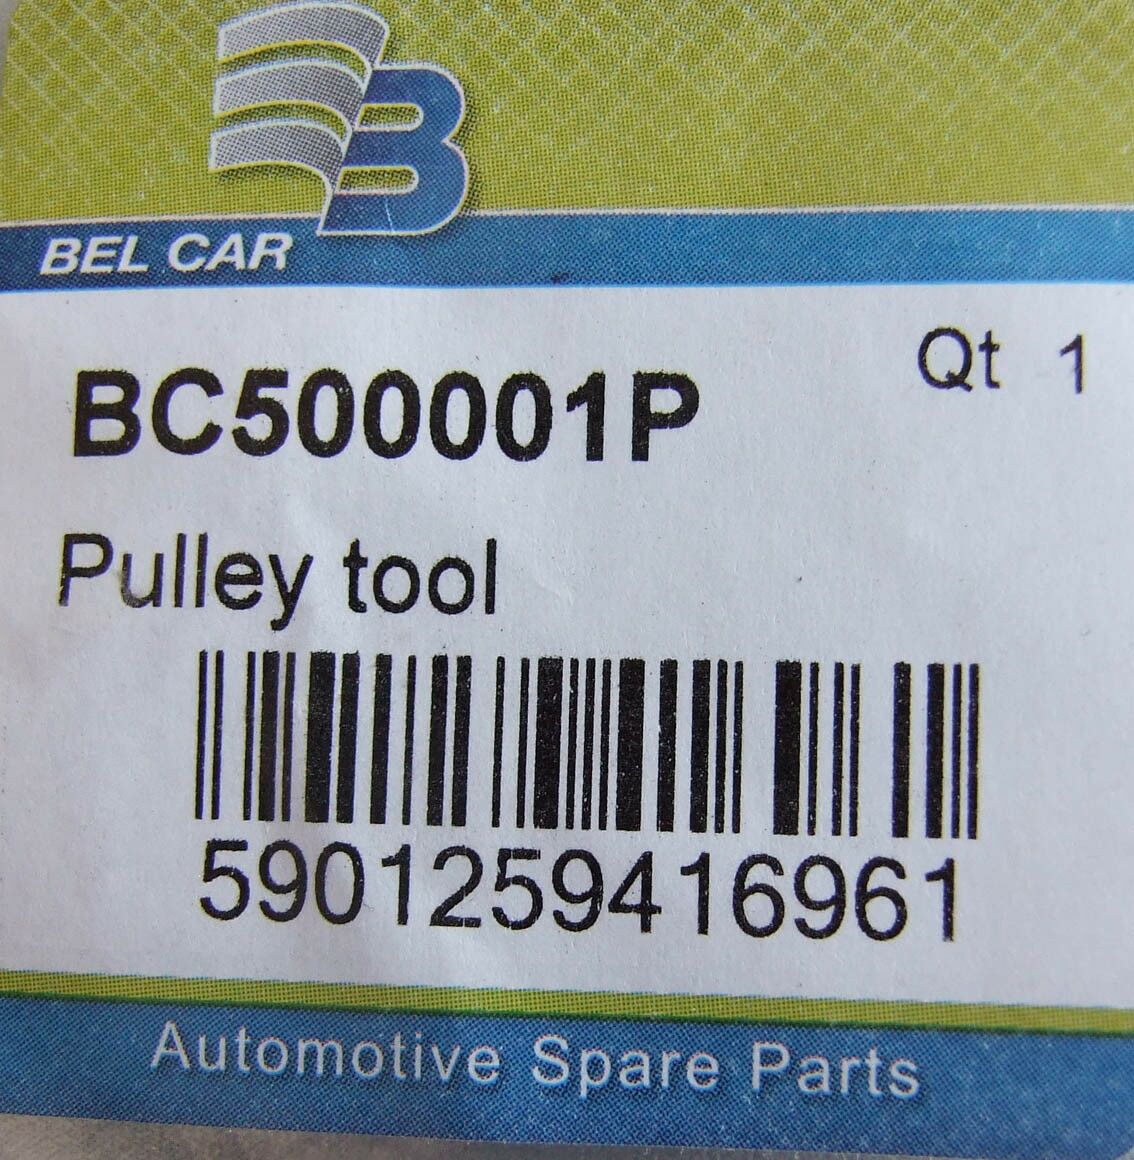 B
BEL CAR
Qt 1
BC500001P
Pulley tool
5901259416961
Automotive Spare Parts